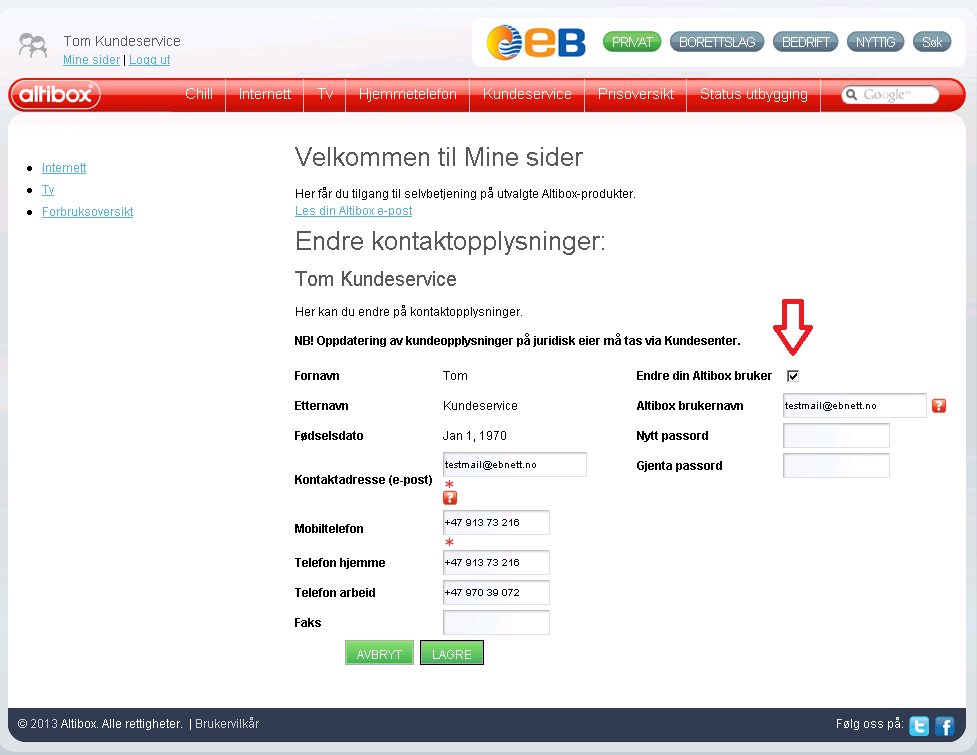 Tom Kundeservice
Mine sider | Logg ut
eB
PRIVAT BORETTSLAG BEDRIFT NYTTIG Søk
altibox Chill Internett Tv Hjemmetelefon Kundeservice Prisoversikt Status utbygging Google™
Internett
Tv
Forbruksoversikt
Velkommen til Mine sider
Her får du tilgang til selvbetjening på utvalgte Altibox-produkter.
Les din Altibox e-post
Endre kontaktopplysninger:
Tom Kundeservice
Her kan du endre på kontaktopplysninger.
NB! Oppdatering av kundeopplysninger på juridisk eier må tas via Kundesenter.
Fornavn Tom Endre din Altibox bruker
Etternavn Kundeservice Altibox brukernavn testmail@ebnett.no ?
Fødselsdato Jan 1, 1970 Nytt passord
Gjenta passord
Kontaktadresse (e-post) testmail@ebnett.no
*
?
Mobiltelefon +47 913 73 216
*
Telefon hjemme +47 913 73 216
Telefon arbeid +47 970 39 072
Faks
AVBRYT LAGRE
© 2013 Altibox. Alle rettigheter. | Brukervilkår Følg oss på: t f